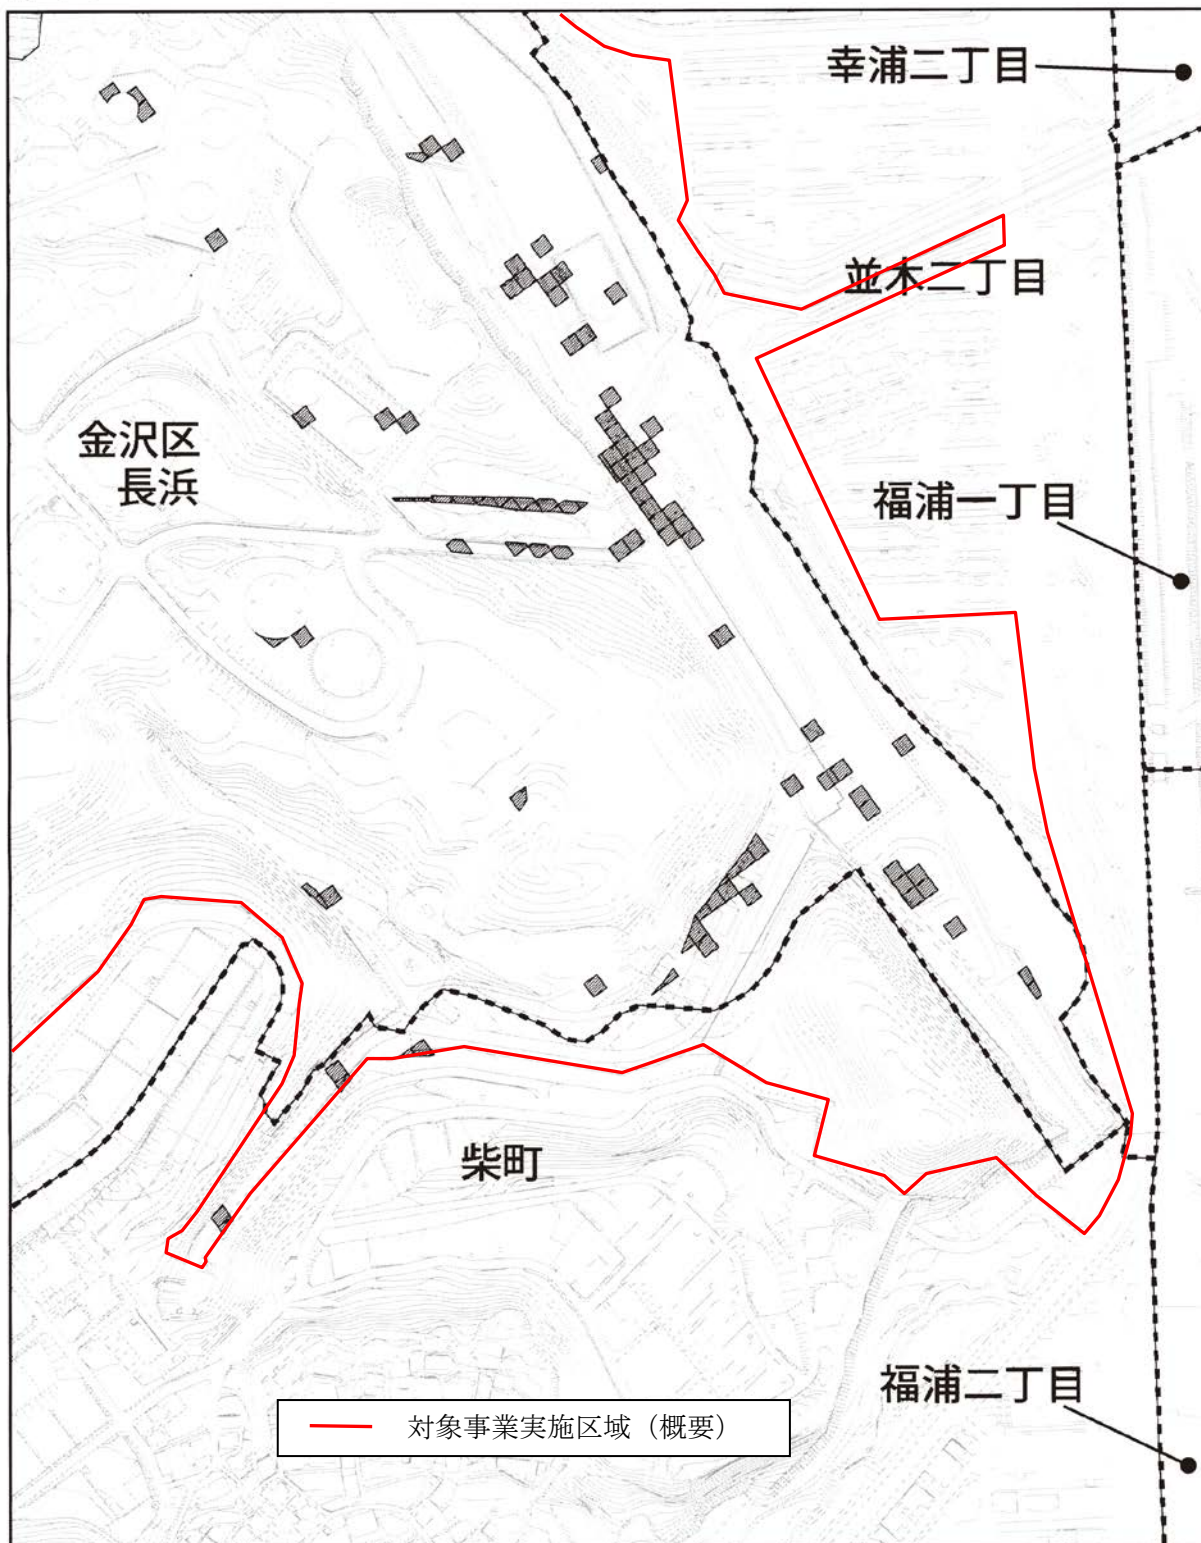 幸浦二丁目
並木二丁目
金沢区
長浜
福浦一丁目
柴町
福浦二丁目
対象事業実施区域（概要）